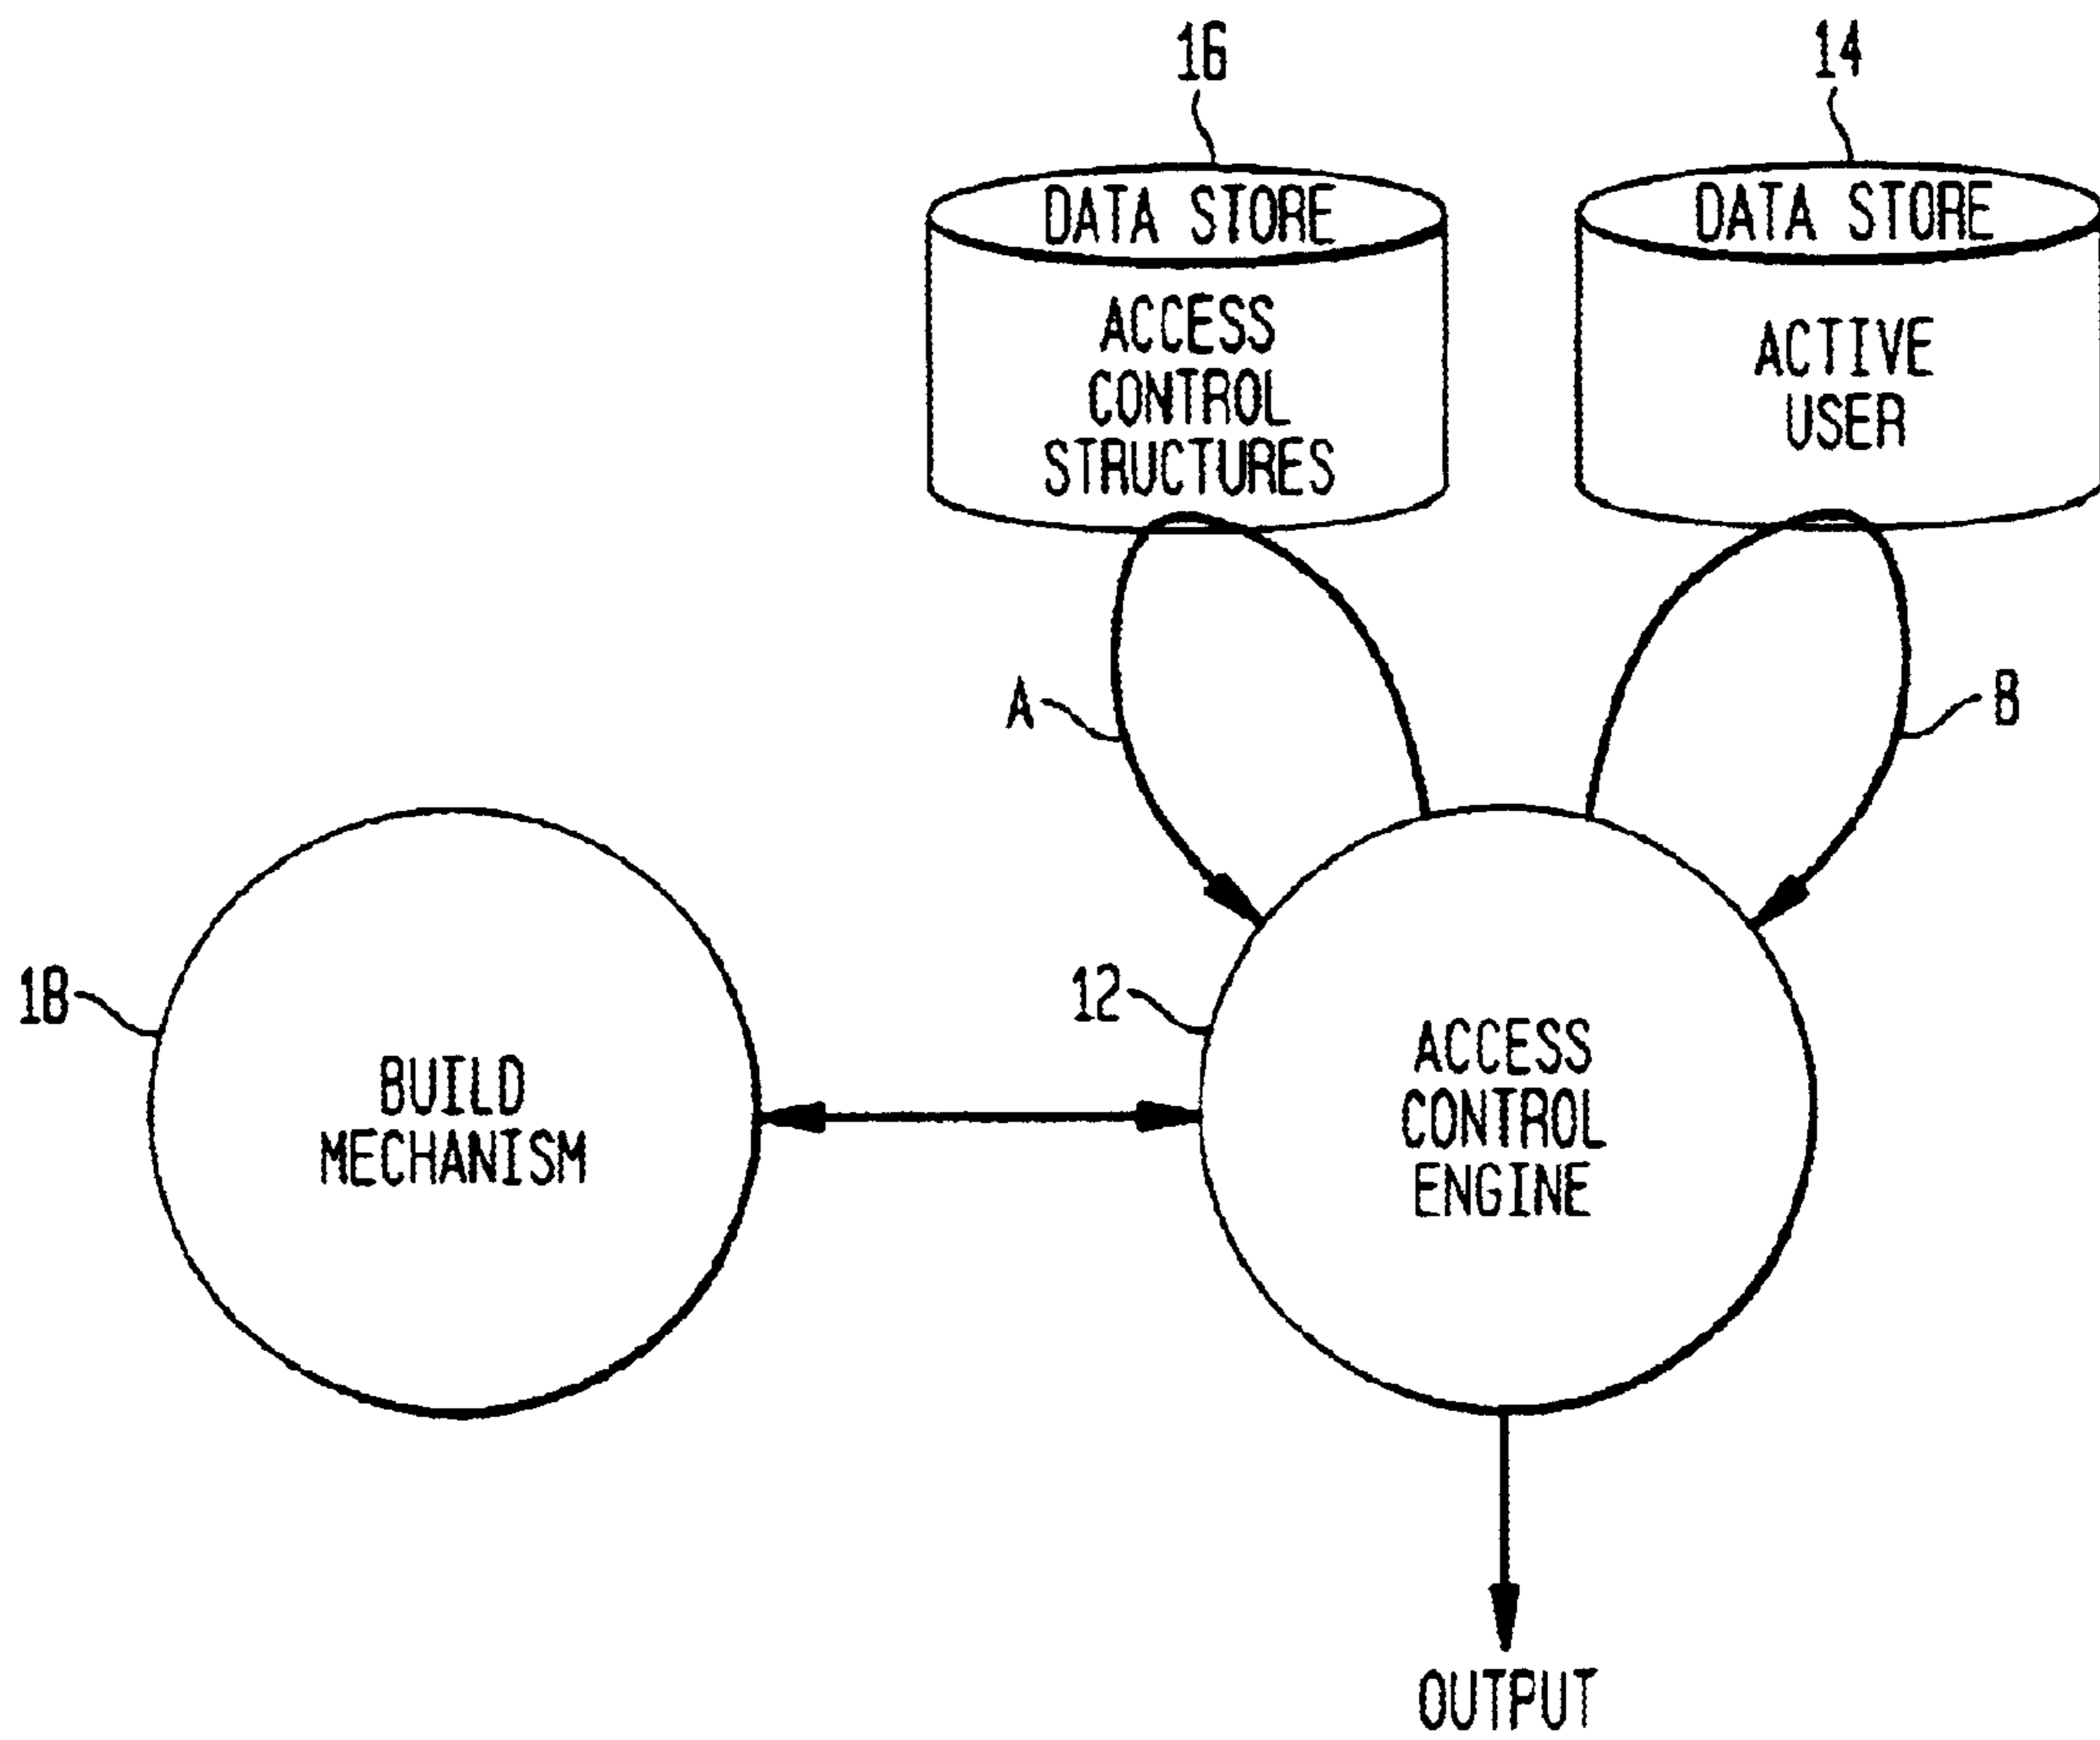 16
14
DATA STORE
DATA STORE
ACCESS
CONTROL
STRUCTURES
ACTIVE
USER
A
B
18
12
BUILD
MECHANISM
ACCESS
CONTROL
ENGINE
OUTPUT